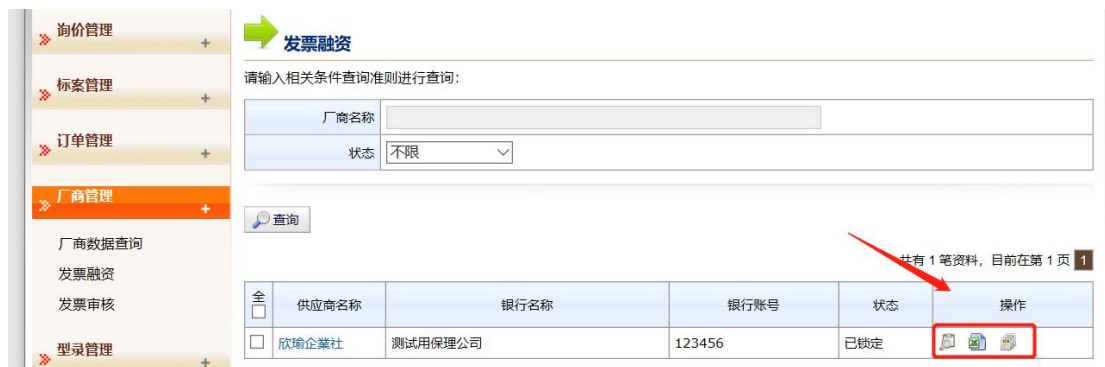 询价管理
标案管理
订单管理
厂商管理
厂商数据查询
发票融资
发票审核
型录管理
发票融资
请输入相关条件查询准则进行查询：
厂商名称
状态 不限
查询
共有 1 笔资料，目前在第 1 页 1
全 供应商名称 银行名称 银行账号 状态 操作
欣瑜企業社 测试用保理公司 123456 已锁定